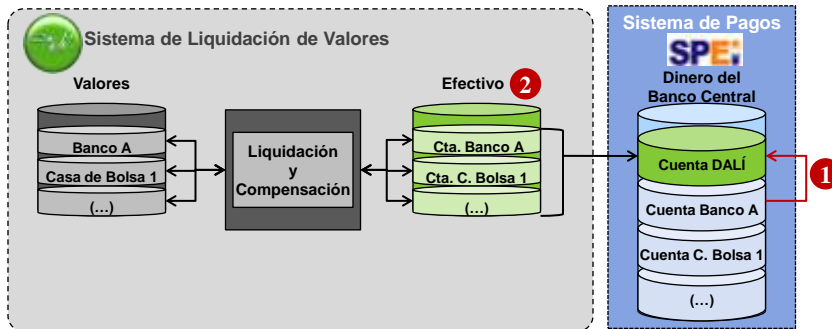 Sistema de Liquidación de Valores
Valores
Banco A
Casa de Bolsa 1
(...)
Liquidación
y
Compensación
Efectivo
2
Cta. Banco A
Cta. C. Bolsa 1
(...)
Sistema de Pagos
SPEi
Dinero del
Banco Central
Cuenta DALÍ
1
Cuenta Banco A
Cuenta C. Bolsa 1
(...)